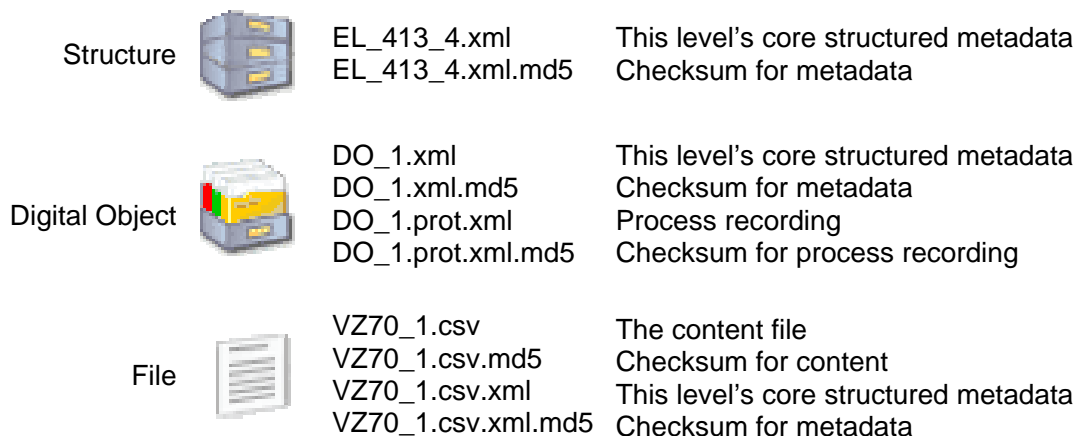 Structure
EL_413_4.xml This level’s core structured metadata
EL_413_4.xml.md5 Checksum for metadata
Digital Object
DO_1.xml This level’s core structured metadata
DO_1.xml.md5 Checksum for metadata
DO_1.prot.xml Process recording
DO_1.prot.xml.md5 Checksum for process recording
File
VZ70_1.csv The content file
VZ70_1.csv.md5 Checksum for content
VZ70_1.csv.xml This level’s core structured metadata
VZ70_1.csv.xml.md5 Checksum for metadata